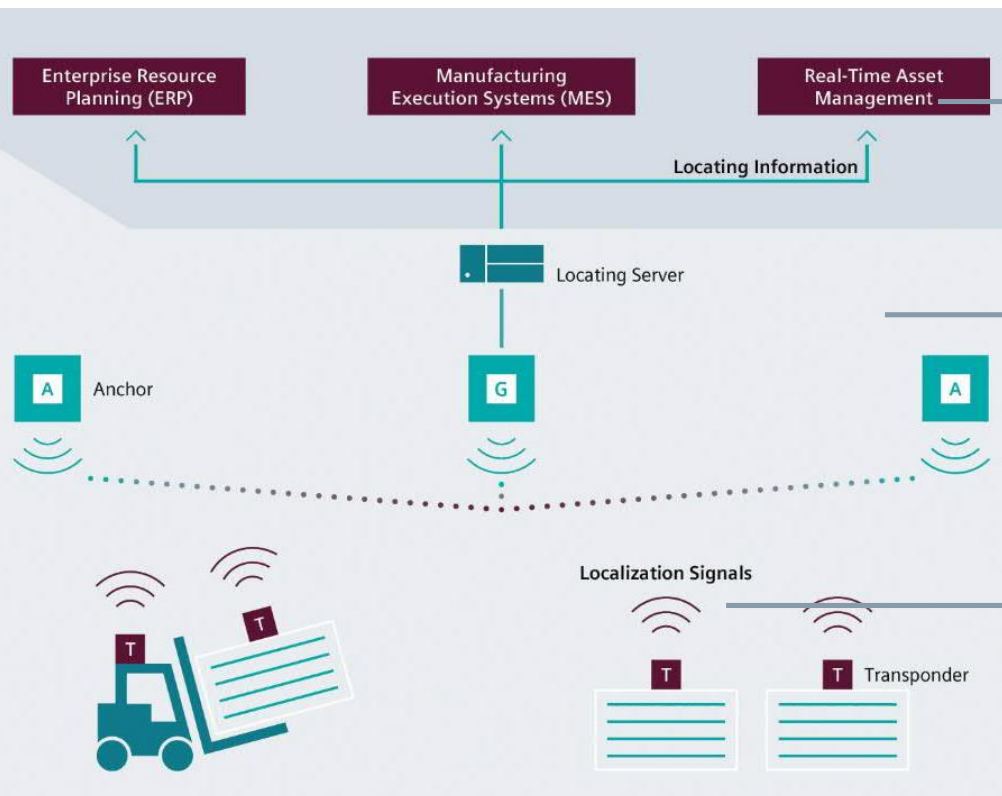 Enterprise Resource
Planning (ERP)
Manufacturing
Execution Systems (MES)
Real-Time Asset
Management
Locating Information
Locating Server
A
Anchor
G
A
Localization Signals
T
T
T
T
Transponder